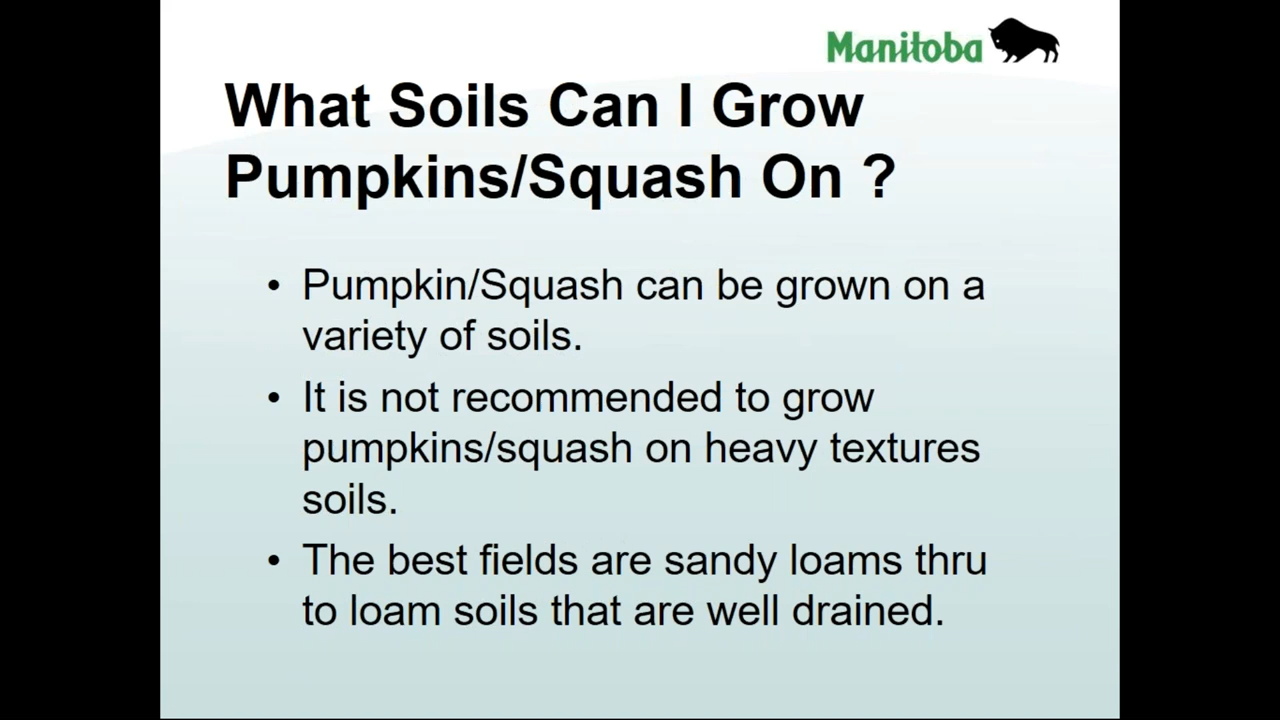 Manitoba
What Soils Can I Grow
Pumpkins/Squash On ?
• Pumpkin/Squash can be grown on a
variety of soils.
• It is not recommended to grow
pumpkins/squash on heavy textures
soils.
• The best fields are sandy loams thru
to loam soils that are well drained.